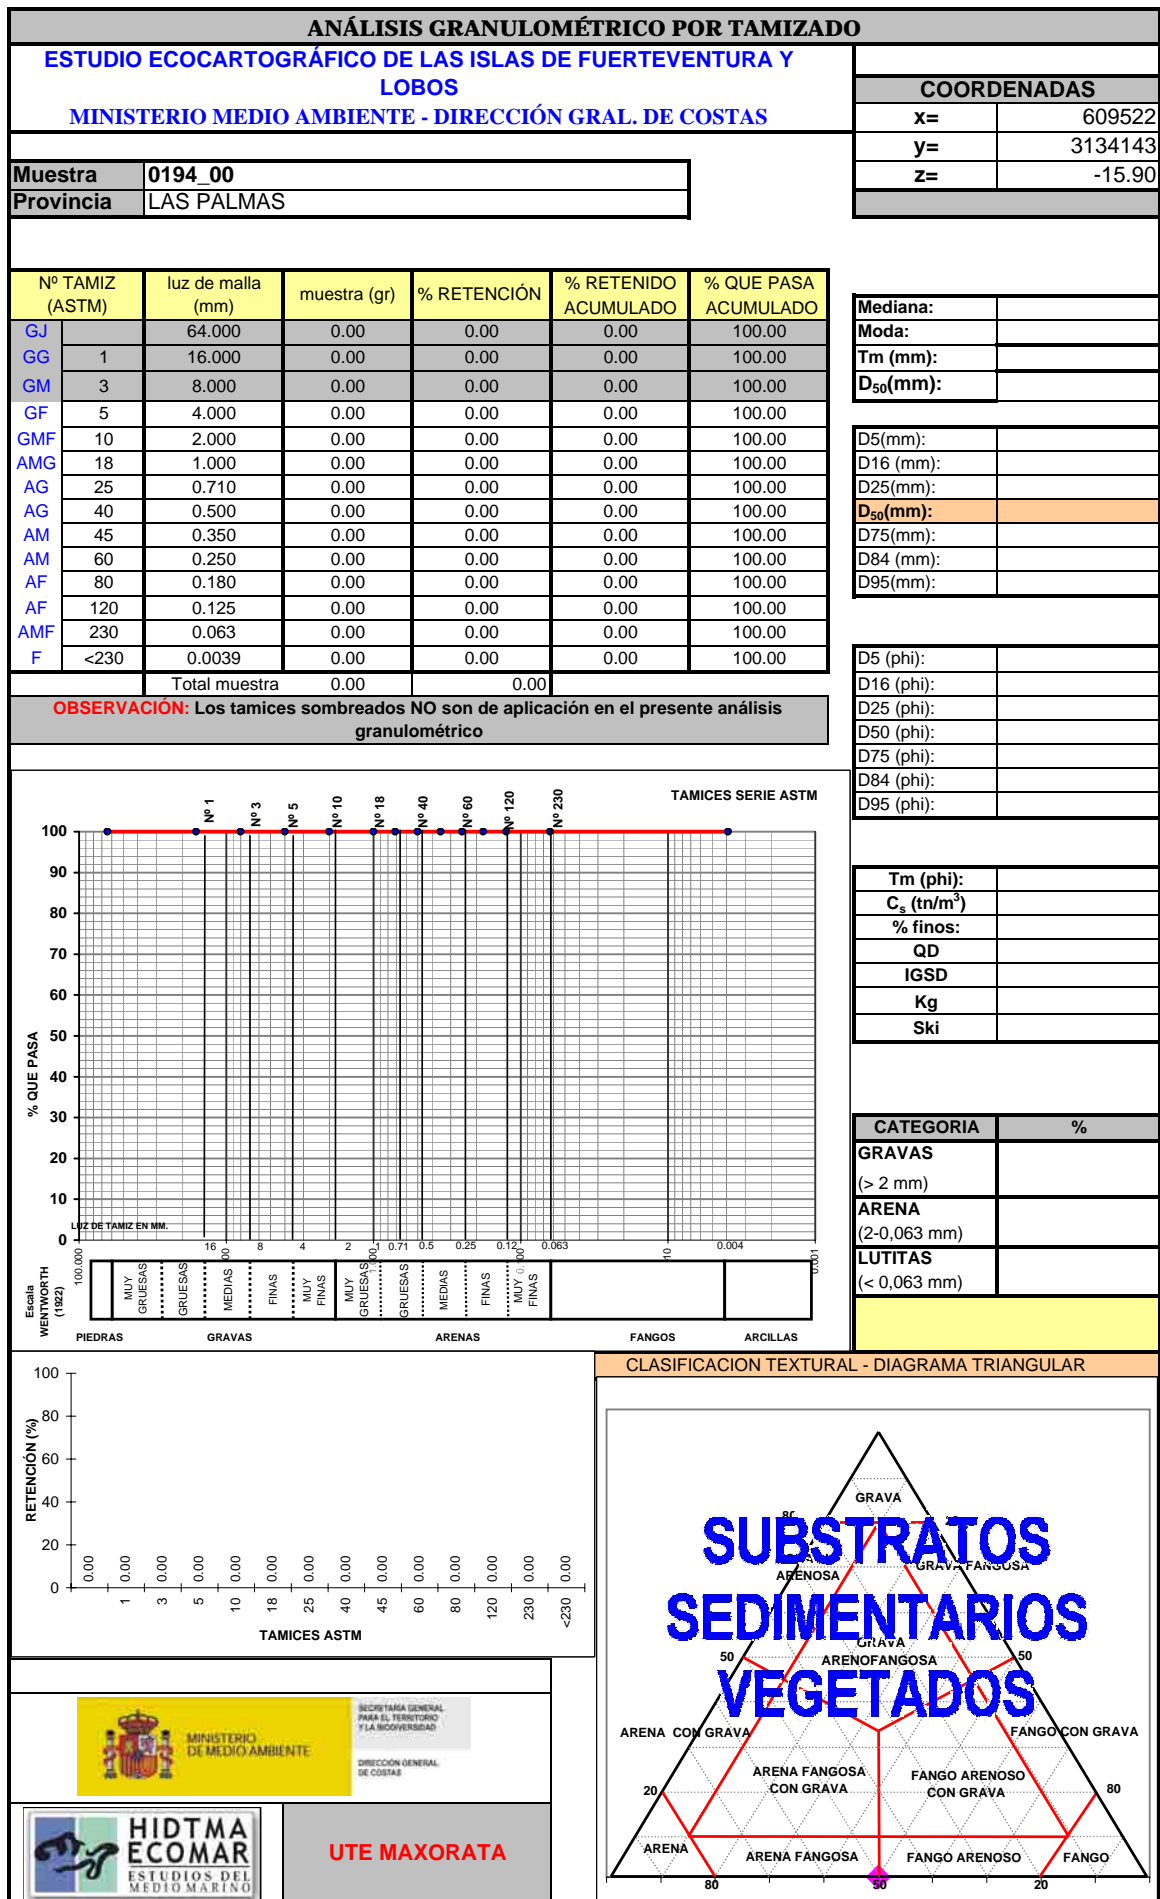 ANÁLISIS GRANULOMÉTRICO POR TAMIZADO
ESTUDIO ECOCARTOGRÁFICO DE LAS ISLAS DE FUERTEVENTURA Y
LOBOS
MINISTERIO MEDIO AMBIENTE - DIRECCIÓN GRAL. DE COSTAS
COORDENADAS
x= 609522
y= 3134143
z= -15.90
Muestra 0194_00
Provincia LAS PALMAS
Nº TAMIZ (ASTM) luz de malla (mm) muestra (gr) % RETENCIÓN % RETENIDO ACUMULADO % QUE PASA ACUMULADO
GJ 64.000 0.00 0.00 0.00 100.00
GG 1 16.000 0.00 0.00 0.00 100.00
GM 3 8.000 0.00 0.00 0.00 100.00
GF 5 4.000 0.00 0.00 0.00 100.00
GMF 10 2.000 0.00 0.00 0.00 100.00
AMG 18 1.000 0.00 0.00 0.00 100.00
AG 25 0.710 0.00 0.00 0.00 100.00
AG 40 0.500 0.00 0.00 0.00 100.00
AM 45 0.350 0.00 0.00 0.00 100.00
AM 60 0.250 0.00 0.00 0.00 100.00
AF 80 0.180 0.00 0.00 0.00 100.00
AF 120 0.125 0.00 0.00 0.00 100.00
AMF 230 0.063 0.00 0.00 0.00 100.00
F <230 0.0039 0.00 0.00 0.00 100.00
Total muestra 0.00 0.00
OBSERVACIÓN: Los tamices sombreados NO son de aplicación en el presente análisis
granulométrico
Mediana:
Moda:
Tm (mm):
D50(mm):
D5(mm):
D16 (mm):
D25(mm):
D50(mm):
D75(mm):
D84 (mm):
D95(mm):
D5 (phi):
D16 (phi):
D25 (phi):
D50 (phi):
D75 (phi):
D84 (phi):
D95 (phi):
Tm (phi):
Cs (tn/m3)
% finos:
QD
IGSD
Kg
Ski
CATEGORIA %
GRAVAS
(> 2 mm)
ARENA
(2-0,063 mm)
LUTITAS
(< 0,063 mm)
TAMICES SERIE ASTM
Nº 1 Nº 3 Nº 5 Nº 10 Nº 18 Nº 40 Nº 60 Nº 120 Nº 230
% QUE PASA
100
90
80
70
60
50
40
30
20
10
0
LUZ DE TAMIZ EN MM.
16 8 4 2 1 0.71 0.5 0.25 0.12 0.063 0.004
100.000
Escala
WENTWORTH
(1922)
MUY GRUESAS GRUESAS MEDIAS FINAS MUY FINAS MUY GRUESAS GRUESAS MEDIAS FINAS MUY FINAS
PIEDRAS GRAVAS ARENAS FANGOS ARCILLAS
RETENCIÓN (%)
100
80
60
40
20
0
0.00 0.00 0.00 0.00 0.00 0.00 0.00 0.00 0.00 0.00 0.00 0.00 0.00 0.00
1 3 5 10 18 25 40 45 60 80 120 230 <230
TAMICES ASTM
CLASIFICACION TEXTURAL - DIAGRAMA TRIANGULAR
GRAVA
SUBSTRATOS
ARENOSA
GRAVA FANGOSA
SEDIMENTARIOS
GRAVA
ARENOFANGOSA
50 50
VEGETADOS
ARENA CON GRAVA
FANGO CON GRAVA
ARENA FANGOSA
CON GRAVA
FANGO ARENOSO
CON GRAVA
20 80
ARENA
ARENA FANGOSA
FANGO ARENOSO
FANGO
80 50 20
MINISTERIO
DE MEDIO AMBIENTE
SECRETARÍA GENERAL
PARA EL TERRITORIO
Y LA BIODIVERSIDAD
DIRECCIÓN GENERAL
DE COSTAS
HIDTMA
ECOMAR
ESTUDIOS DEL
MEDIO MARINO
UTE MAXORATA